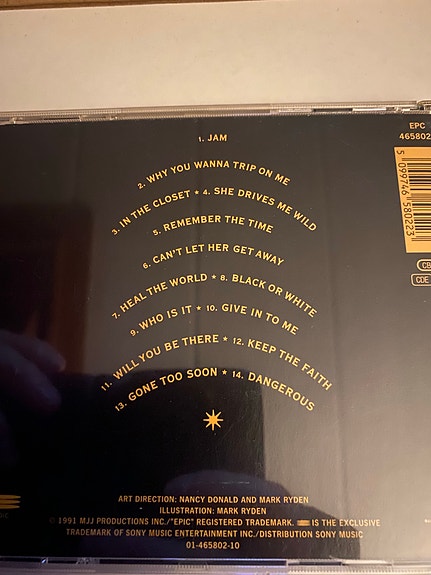 1. JAM
2. WHY YOU WANNA TRIP ON ME
3. IN THE CLOSET * 4. SHE DRIVES ME WILD
5. REMEMBER THE TIME
6. CAN'T LET HER GET AWAY
7. HEAL THE WORLD * 8. BLACK OR WHITE
9. WHO IS IT * 10. GIVE IN TO ME
11. WILL YOU BE THERE * 12. KEEP THE FAITH
13. GONE TOO SOON * 14. DANGEROUS
EPC
465802
5 099746 580223
CB
CDE
ART DIRECTION: NANCY DONALD AND MARK RYDEN
ILLUSTRATION: MARK RYDEN
© 1991 MJJ PRODUCTIONS INC./"EPIC" REGISTERED TRADEMARK. IS THE EXCLUSIVE
TRADEMARK OF SONY MUSIC ENTERTAINMENT INC./DISTRIBUTION SONY MUSIC
01-465802-10